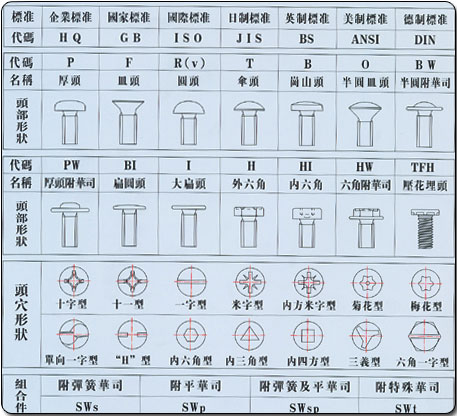 標准 企業標准 國家標准 國際標准 日制標准 英制標准 美制標准 德制標准
代碼 HQ GB ISO JIS BS ANSI DIN
代碼 P F R(v) T B O BW
名稱 厚頭 皿頭 圓頭 傘頭 崗山頭 半圓皿頭 半圓附華司
頭部形狀
代碼 PW BI I H HI HW TFH
名稱 厚頭附華司 扁圓頭 大扁頭 外六角 內六角 六角附華司 壓花埋頭
頭部形狀
頭穴形狀
十字型 十一型 一字型 米字型 內方米字型 菊花型 梅花型
單向一字型 "H"型 內六角型 內三角型 內四方型 三義型 六角一字型
組合件 附彈簧華司 附平華司 附彈簧及平華司 附特殊華司
SWs SWp SWsp SWt